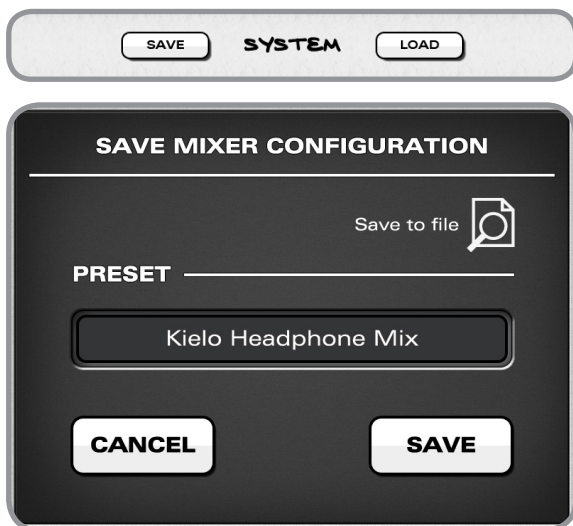 SAVE SYSTEM LOAD
SAVE MIXER CONFIGURATION
Save to file
PRESET
Kielo Headphone Mix
CANCEL SAVE